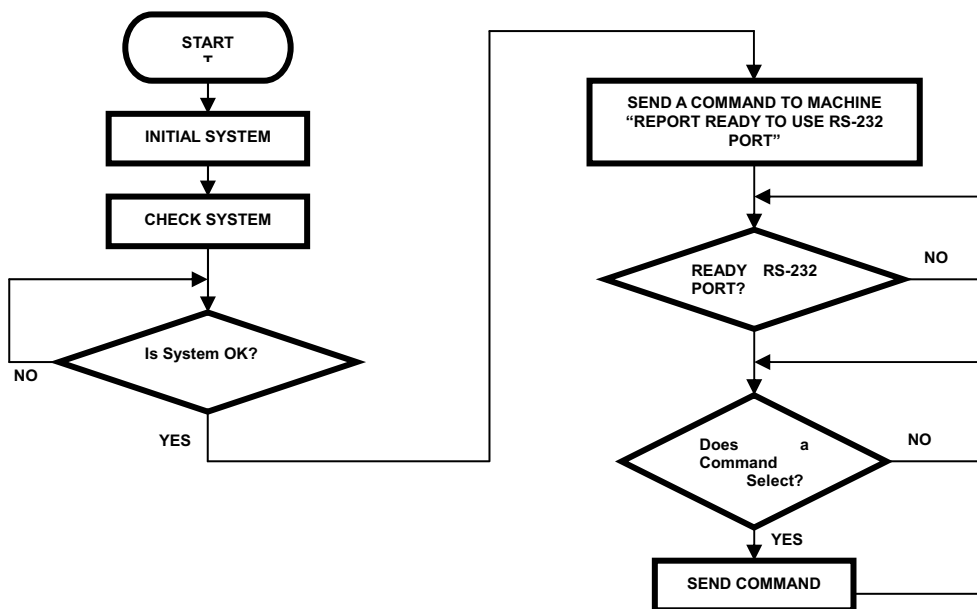 START
T
INITIAL SYSTEM
CHECK SYSTEM
Is System OK?
NO
YES
SEND A COMMAND TO MACHINE
“REPORT READY TO USE RS-232
PORT”
READY RS-232
PORT?
NO
Does a
Command
Select?
NO
YES
SEND COMMAND